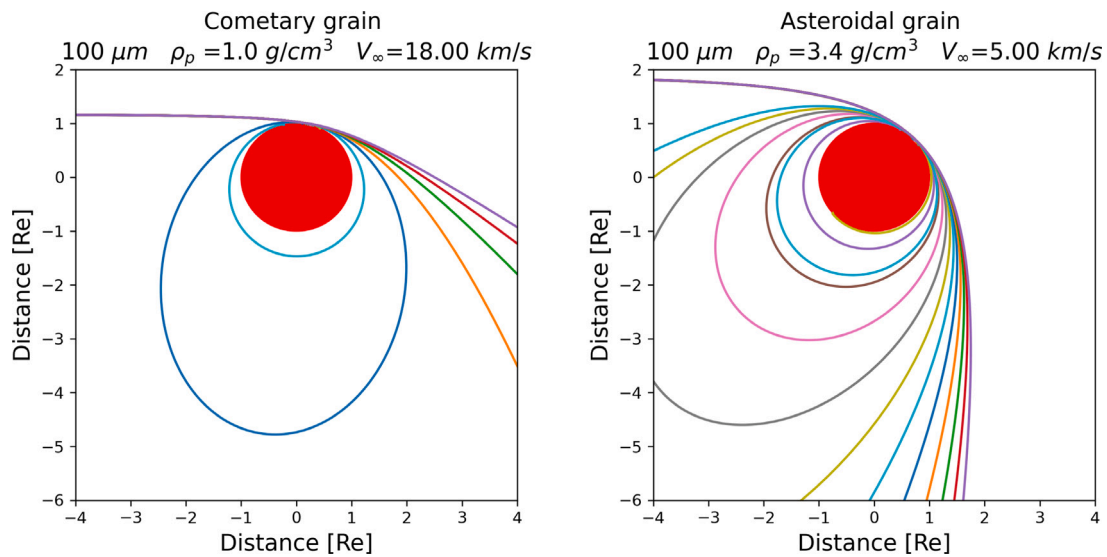 Cometary grain
100 μm ρp =1.0 g/cm³ V∞=18.00 km/s
2
1
0
−1
−2
−3
−4
−5
−6
Distance [Re]
−4 −3 −2 −1 0 1 2 3 4
Distance [Re]
Asteroidal grain
100 μm ρp =3.4 g/cm³ V∞=5.00 km/s
2
1
0
−1
−2
−3
−4
−5
−6
Distance [Re]
−4 −3 −2 −1 0 1 2 3 4
Distance [Re]